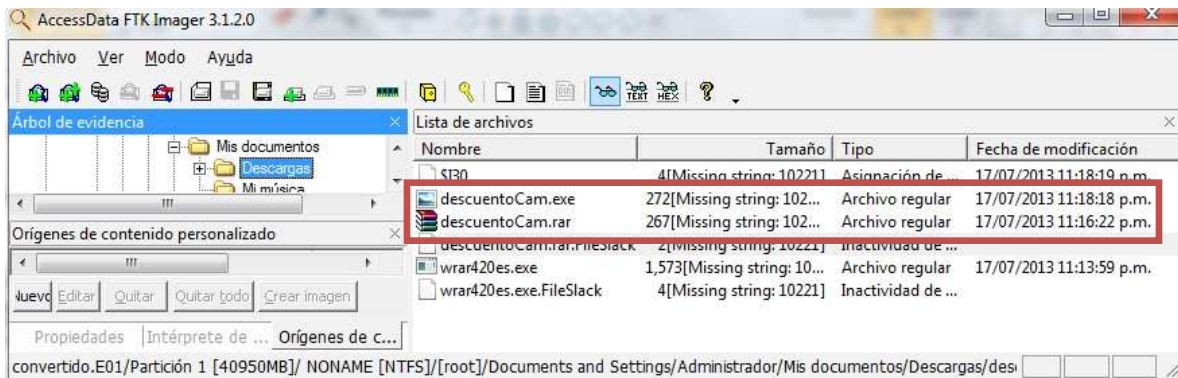 AccessData FTK Imager 3.1.2.0
Archivo Ver Modo Ayuda
TEXT HEX
Árbol de evidencia
Mis documentos
Descargas
Mi música
Orígenes de contenido personalizado
Editar Quitar Quitar todo Crear imagen
Propiedades Intérprete de ... Orígenes de c...
Lista de archivos
Nombre Tamaño Tipo Fecha de modificación
$I30 4[Missing string: 10221] Asignación de ... 17/07/2013 11:18:19 p.m.
descuentoCam.exe 272[Missing string: 102... Archivo regular 17/07/2013 11:18:18 p.m.
descuentoCam.rar 267[Missing string: 102... Archivo regular 17/07/2013 11:16:22 p.m.
descuentoCam.rar.FileSlack 2[Missing string: 10221] Inactividad de ...
wrar420es.exe 1,573[Missing string: 10... Archivo regular 17/07/2013 11:13:59 p.m.
wrar420es.exe.FileSlack 4[Missing string: 10221] Inactividad de ...
convertido.E01/Partición 1 [40950MB]/ NONAME [NTFS]/[root]/Documents and Settings/Administrador/Mis documentos/Descargas/des